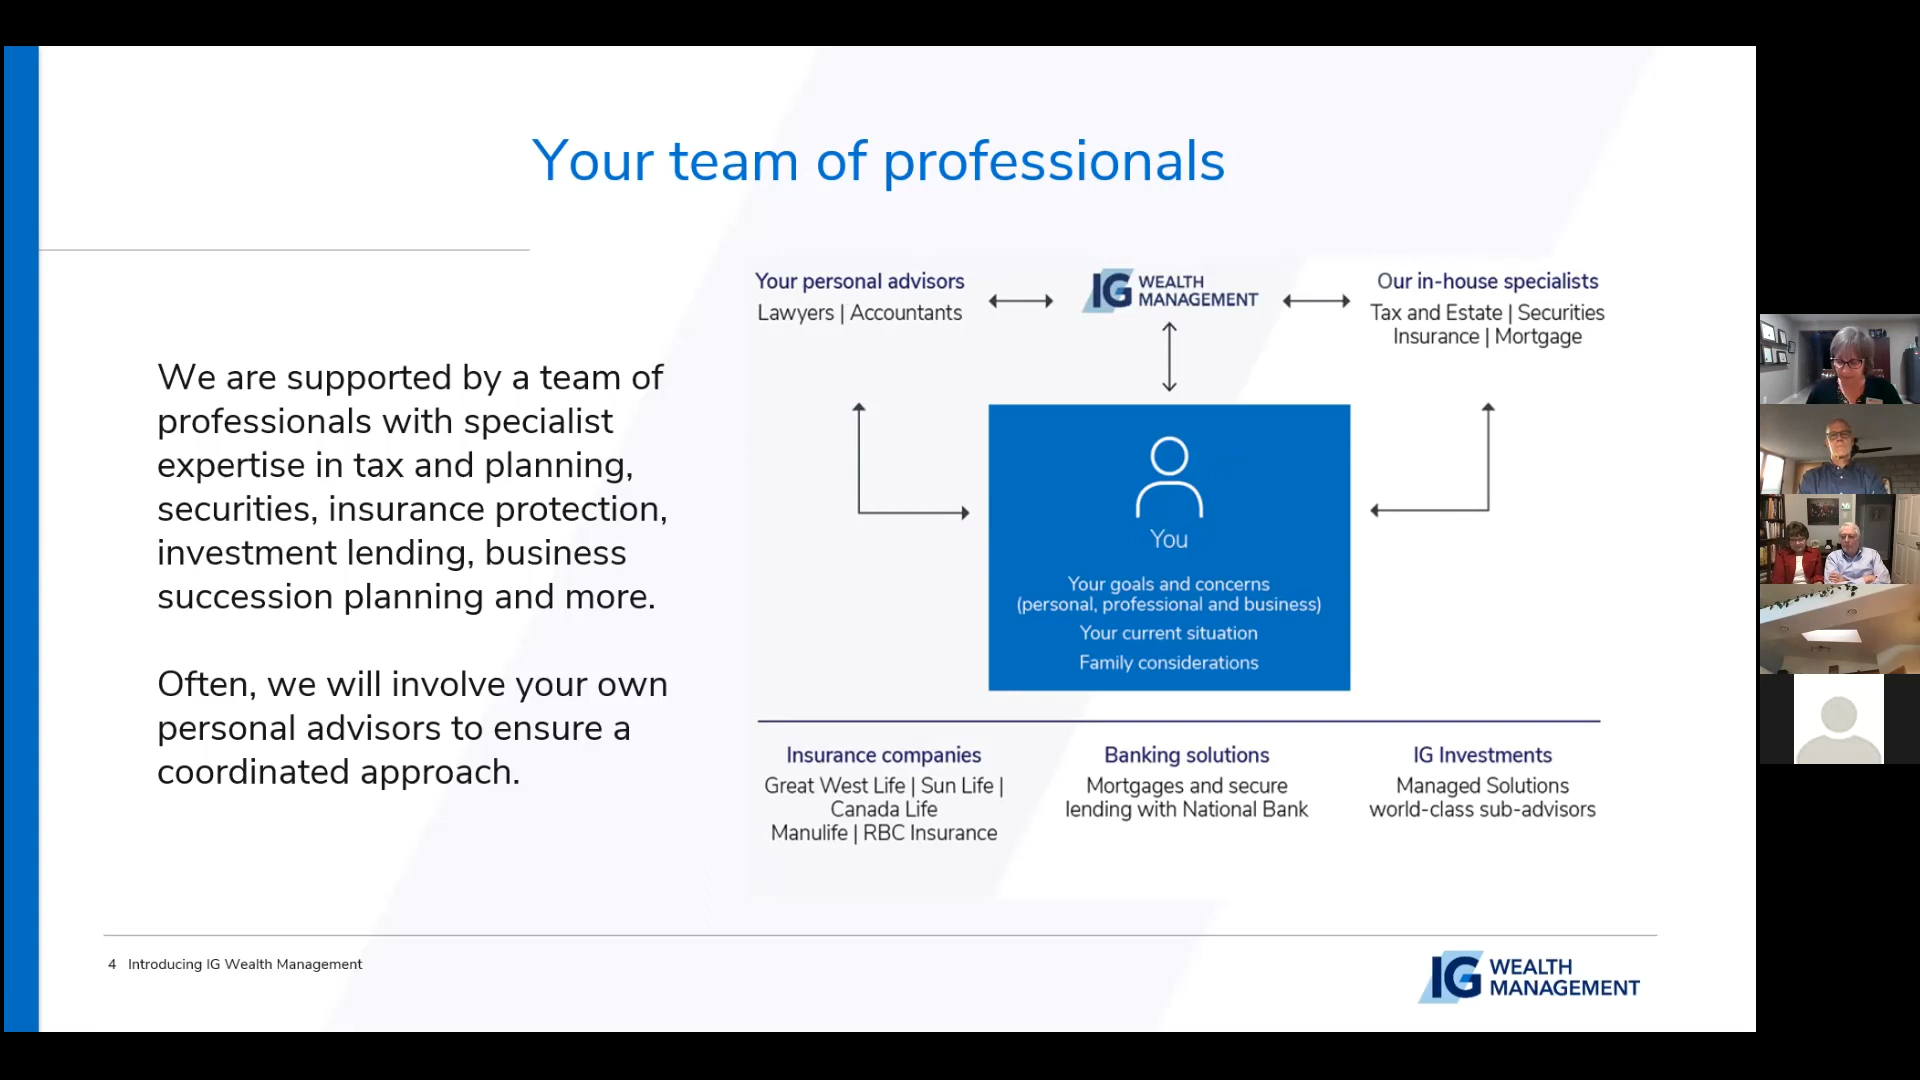 Your team of professionals
We are supported by a team of
professionals with specialist
expertise in tax and planning,
securities, insurance protection,
investment lending, business
succession planning and more.
Often, we will involve your own
personal advisors to ensure a
coordinated approach.
Your personal advisors
Lawyers | Accountants
IG WEALTH
MANAGEMENT
Our in-house specialists
Tax and Estate | Securities
Insurance | Mortgage
You
Your goals and concerns
(personal, professional and business)
Your current situation
Family considerations
Insurance companies
Great West Life | Sun Life |
Canada Life
Manulife | RBC Insurance
Banking solutions
Mortgages and secure
lending with National Bank
IG Investments
Managed Solutions
world-class sub-advisors
4 Introducing IG Wealth Management
IG WEALTH
MANAGEMENT